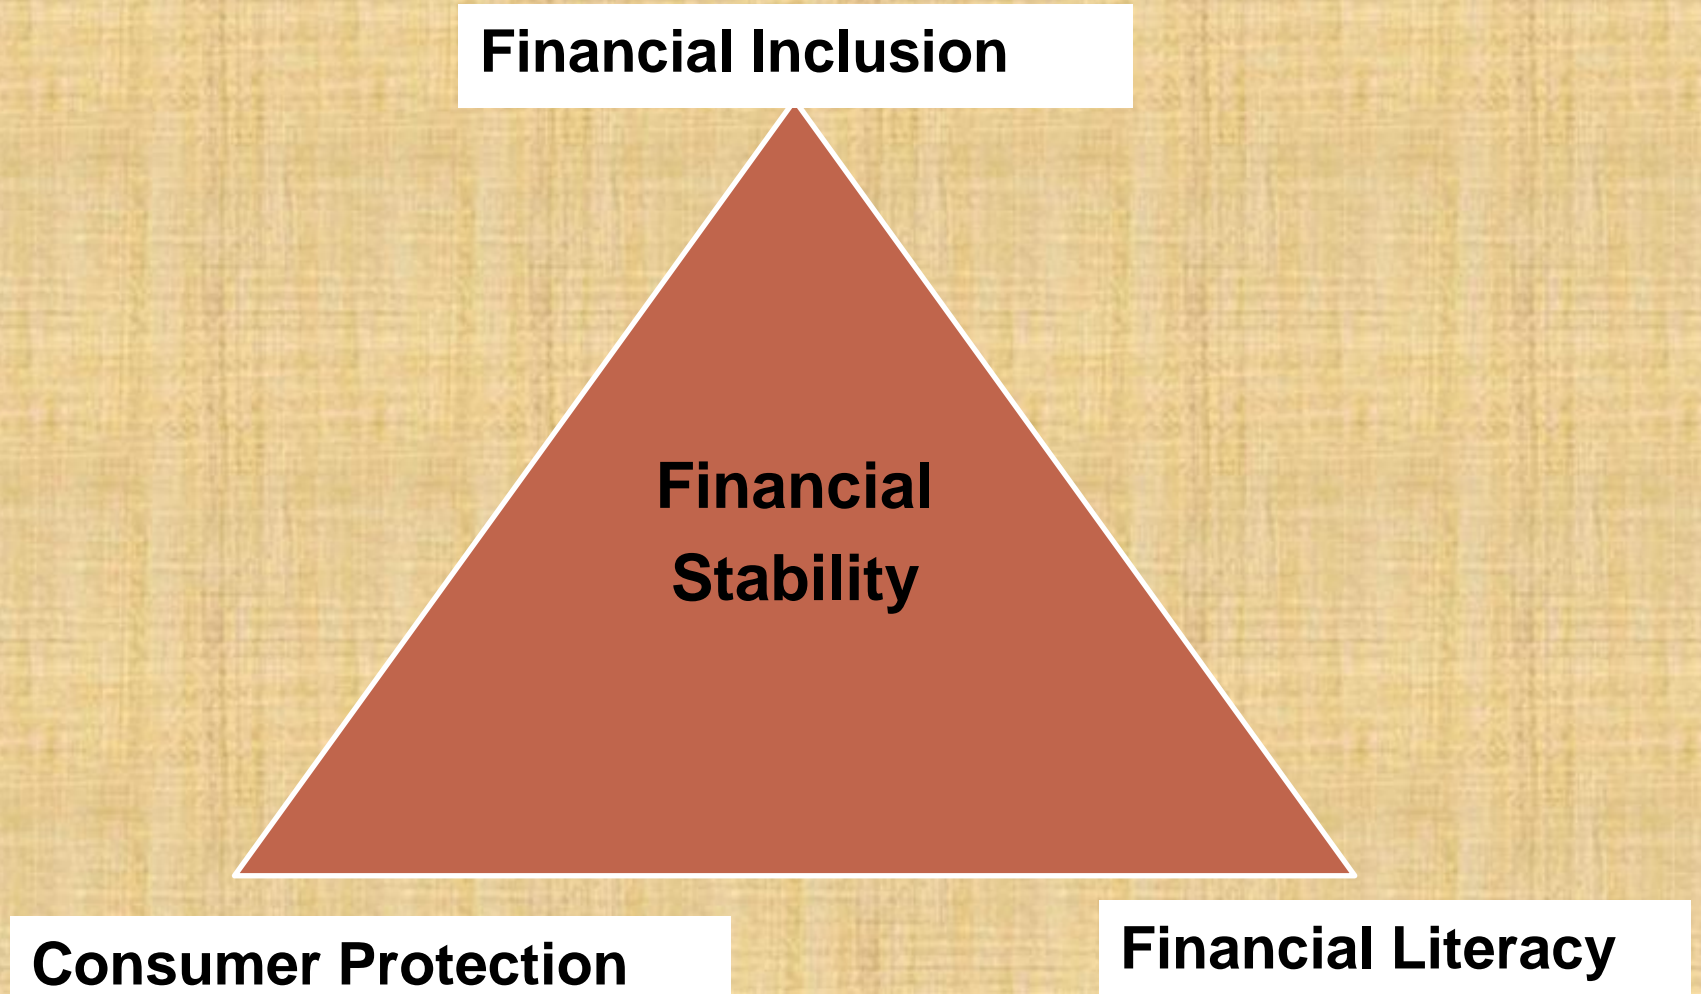 Financial Inclusion
Financial
Stability
Consumer Protection
Financial Literacy